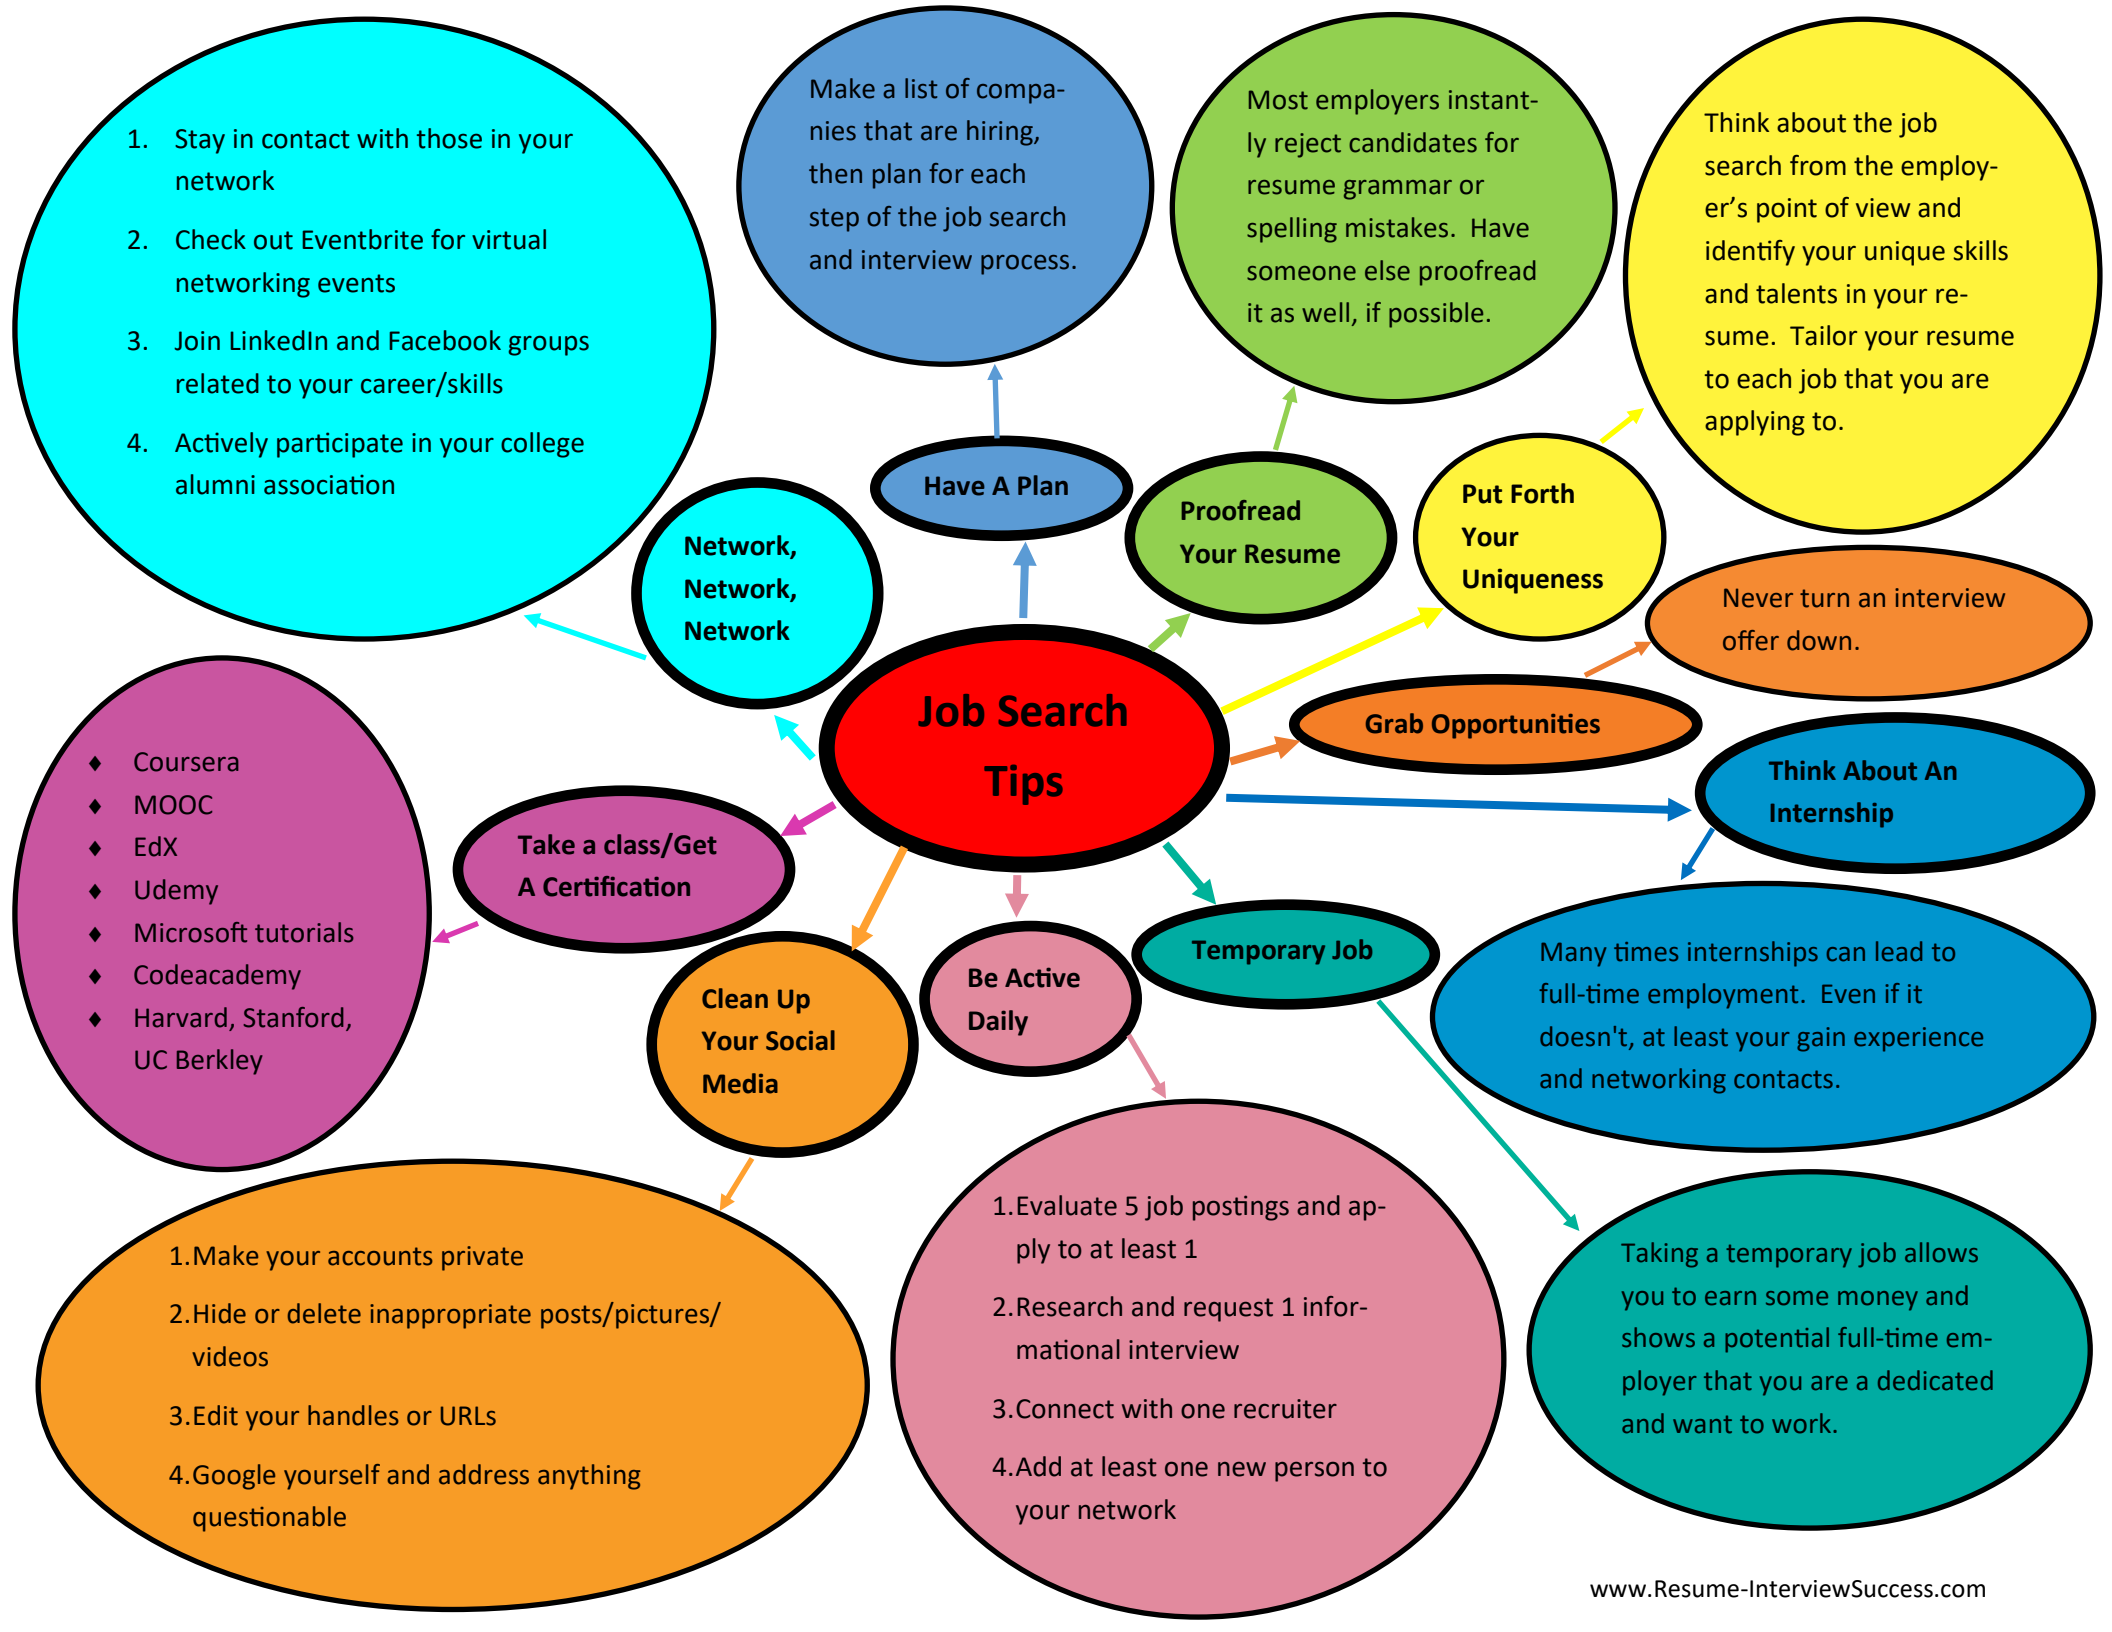 1. Stay in contact with those in your
network
2. Check out Eventbrite for virtual
networking events
3. Join LinkedIn and Facebook groups
related to your career/skills
4. Actively participate in your college
alumni association
Make a list of compa-
nies that are hiring,
then plan for each
step of the job search
and interview process.
Most employers instant-
ly reject candidates for
resume grammar or
spelling mistakes.  Have
someone else proofread
it as well, if possible.
Think about the job
search from the employ-
er's point of view and
identify your unique skills
and talents in your re-
sume.  Tailor your resume
to each job that you are
applying to.
Network,
Network,
Network
Have A Plan
Proofread
Your Resume
Put Forth
Your
Uniqueness
Never turn an interview
offer down.
Job Search
Tips
Grab Opportunities
Think About An
Internship
♦ Coursera
♦ MOOC
♦ EdX
♦ Udemy
♦ Microsoft tutorials
♦ Codeacademy
♦ Harvard, Stanford,
UC Berkley
Take a class/Get
A Certification
Clean Up
Your Social
Media
Be Active
Daily
Temporary Job
Many times internships can lead to
full-time employment.  Even if it
doesn't, at least your gain experience
and networking contacts.
1.Make your accounts private
2.Hide or delete inappropriate posts/pictures/
videos
3.Edit your handles or URLs
4.Google yourself and address anything
questionable
1.Evaluate 5 job postings and ap-
ply to at least 1
2.Research and request 1 infor-
mational interview
3.Connect with one recruiter
4.Add at least one new person to
your network
Taking a temporary job allows
you to earn some money and
shows a potential full-time em-
ployer that you are a dedicated
and want to work.
www.Resume-InterviewSuccess.com